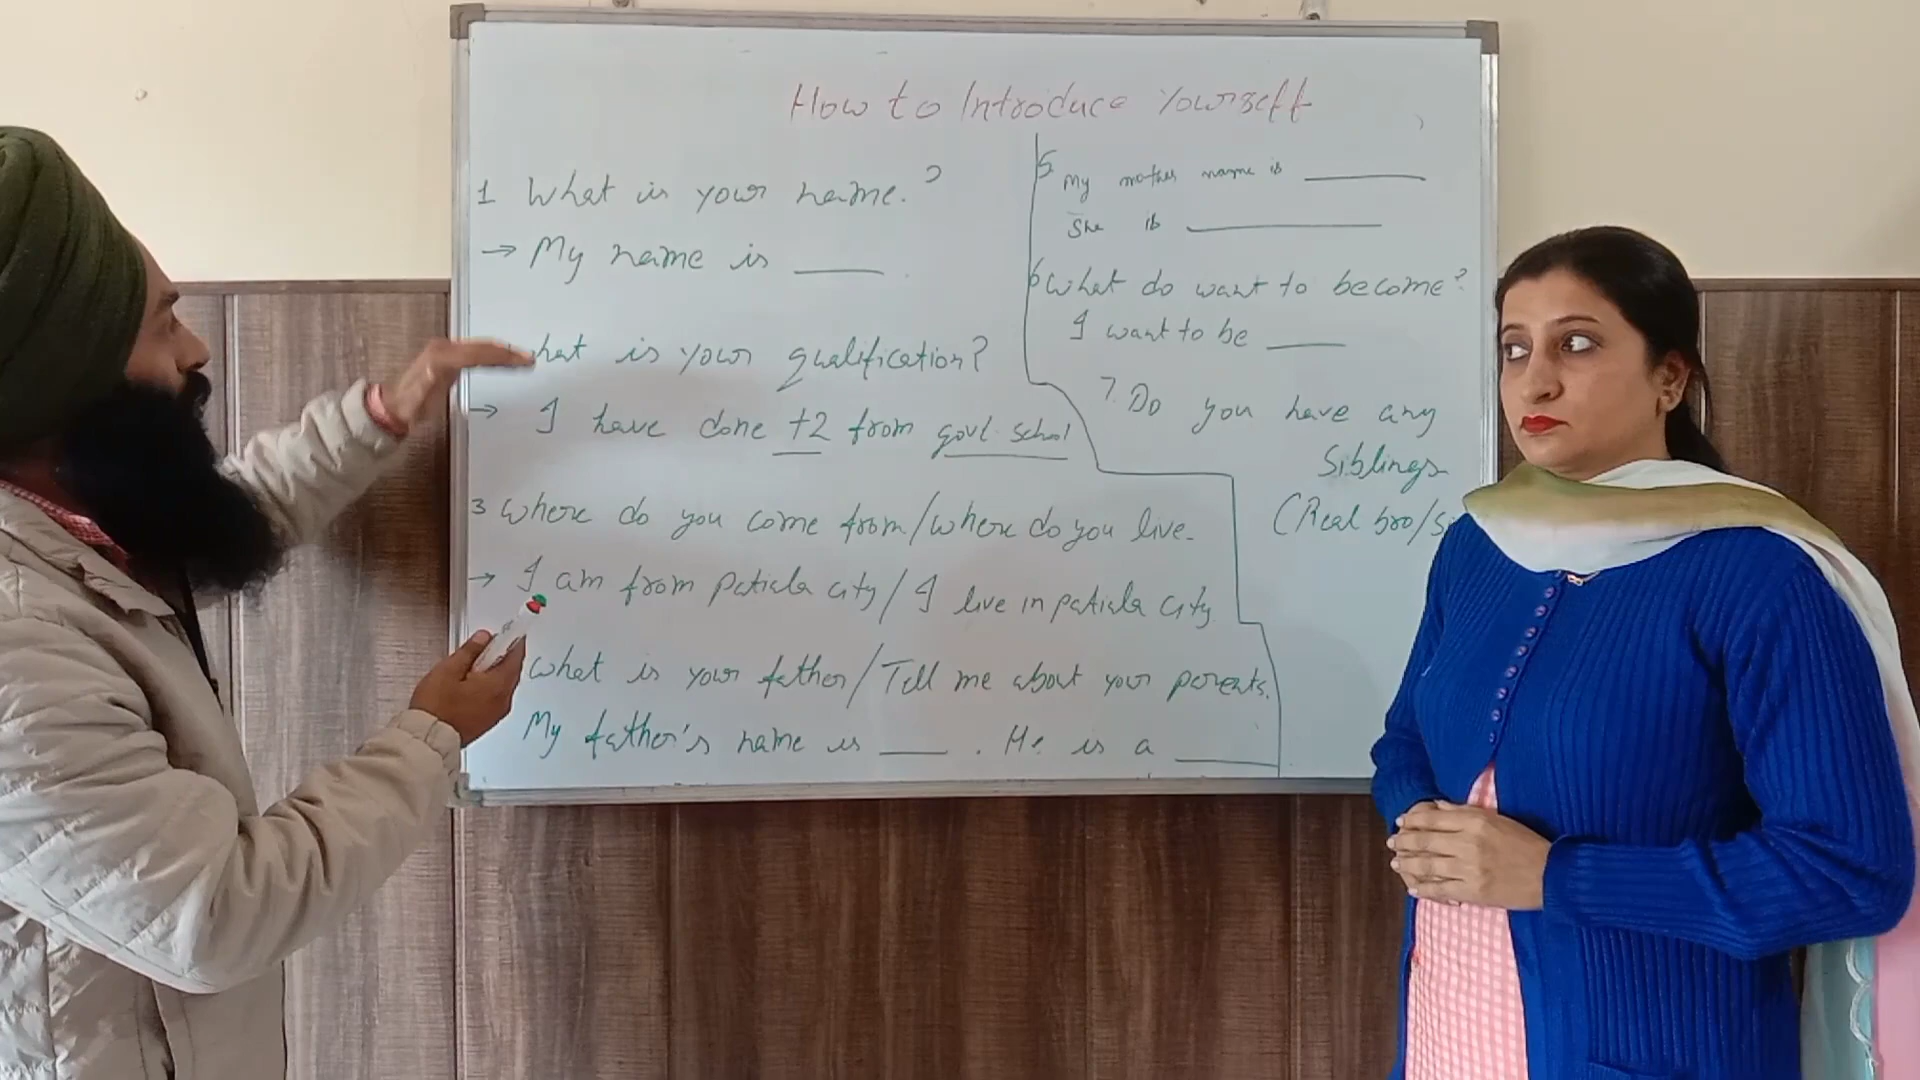 How to Introduce Yourself
1 What is your name.?
→ My name is ____.
hat is your qualification?
→ I have done +2 from govt. school
3 Where do you come from/where do you live.
→ I am from patiala city/ I live in patiala city
What is your father/Tell me about your parents.
My father's name is ____. He is a ____
5 My mother name is ____
She is ____
6 What do want to become?
I want to be ____
7. Do you have any
Siblings
(Real bro/s